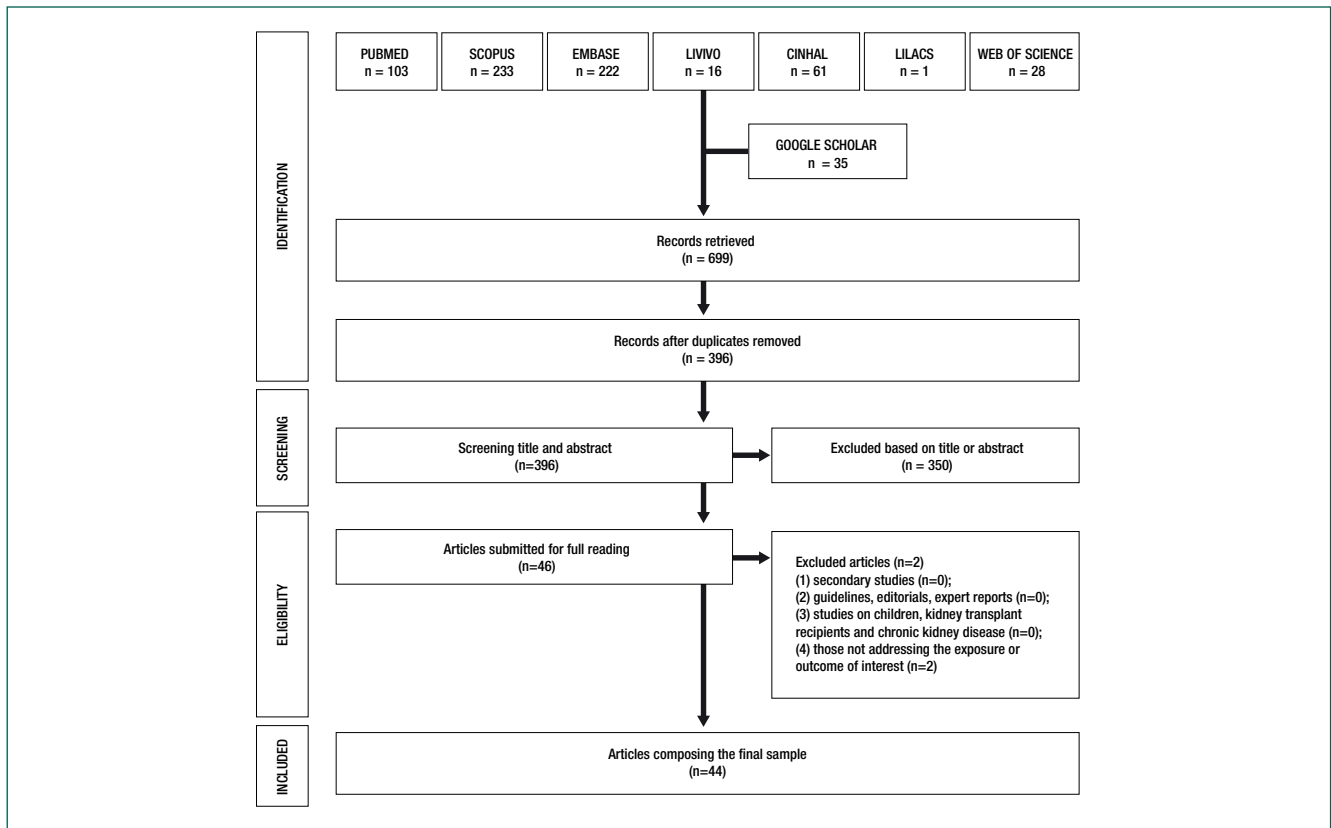 IDENTIFICATION
PUBMED
n = 103
SCOPUS
n = 233
EMBASE
n = 222
LIVIVO
n = 16
CINHAL
n = 61
LILACS
n = 1
WEB OF SCIENCE
n = 28
GOOGLE SCHOLAR
n = 35
Records retrieved
(n = 699)
Records after duplicates removed
(n = 396)
SCREENING
Screening title and abstract
(n=396)
Excluded based on title or abstract
(n = 350)
ELIGIBILITY
Articles submitted for full reading
(n=46)
Excluded articles (n=2)
(1) secondary studies (n=0);
(2) guidelines, editorials, expert reports (n=0);
(3) studies on children, kidney transplant
recipients and chronic kidney disease (n=0);
(4) those not addressing the exposure or
outcome of interest (n=2)
INCLUDED
Articles composing the final sample
(n=44)